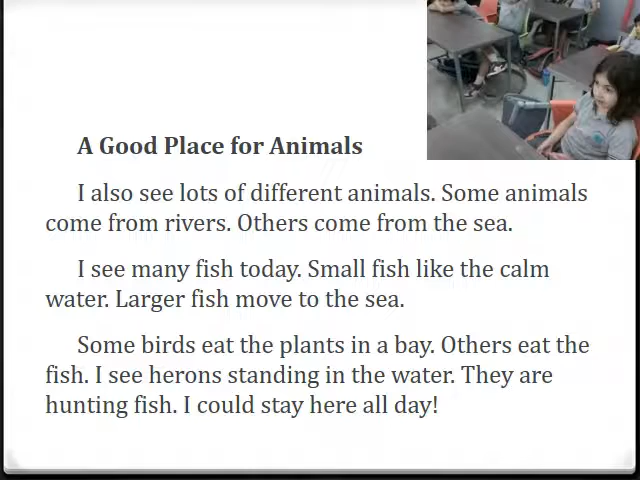 A Good Place for Animals
I also see lots of different animals. Some animals
come from rivers. Others come from the sea.
I see many fish today. Small fish like the calm
water. Larger fish move to the sea.
Some birds eat the plants in a bay. Others eat the
fish. I see herons standing in the water. They are
hunting fish. I could stay here all day!